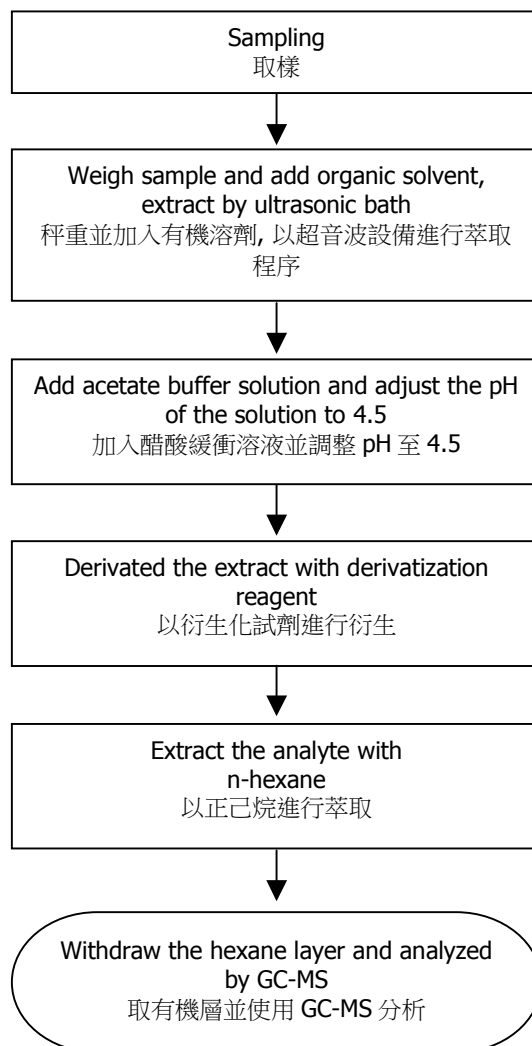 Sampling
取樣
Weigh sample and add organic solvent,
extract by ultrasonic bath
秤重並加入有機溶劑, 以超音波設備進行萃取
程序
Add acetate buffer solution and adjust the pH
of the solution to 4.5
加入醋酸緩衝溶液並調整 pH 至 4.5
Derivated the extract with derivatization
reagent
以衍生化試劑進行衍生
Extract the analyte with
n-hexane
以正己烷進行萃取
Withdraw the hexane layer and analyzed
by GC-MS
取有機層並使用 GC-MS 分析